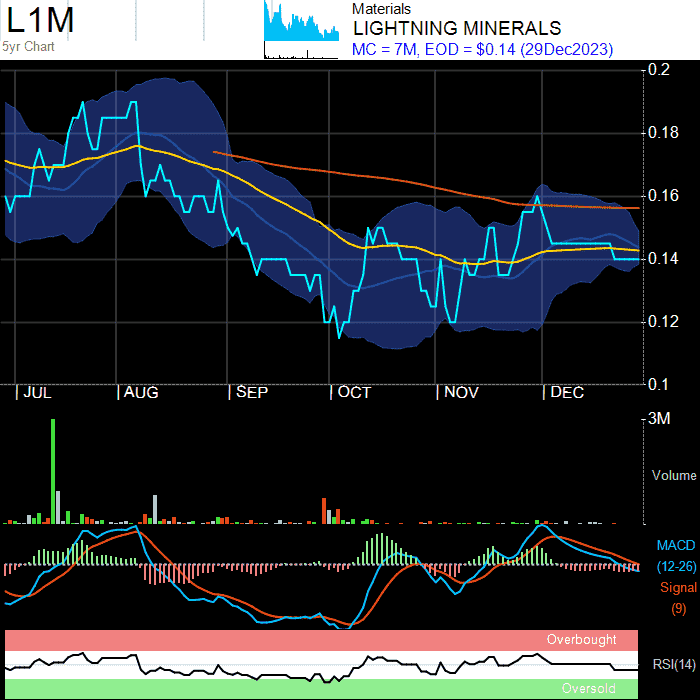 L1M
5yr Chart
Materials
LIGHTNING MINERALS
MC = 7M, EOD = $0.14 (29Dec2023)
0.2
0.18
0.16
0.14
0.12
0.1
JUL AUG SEP OCT NOV DEC
3M
Volume
MACD
(12-26)
Signal
(9)
Overbought
RSI(14)
Oversold